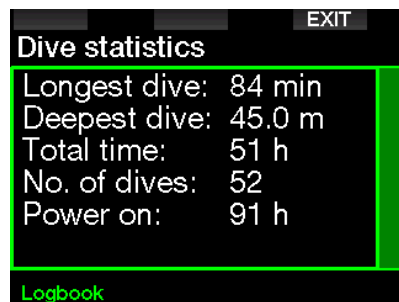 EXIT
Dive statistics
Longest dive: 84 min
Deepest dive: 45.0 m
Total time: 51 h
No. of dives: 52
Power on: 91 h
Logbook